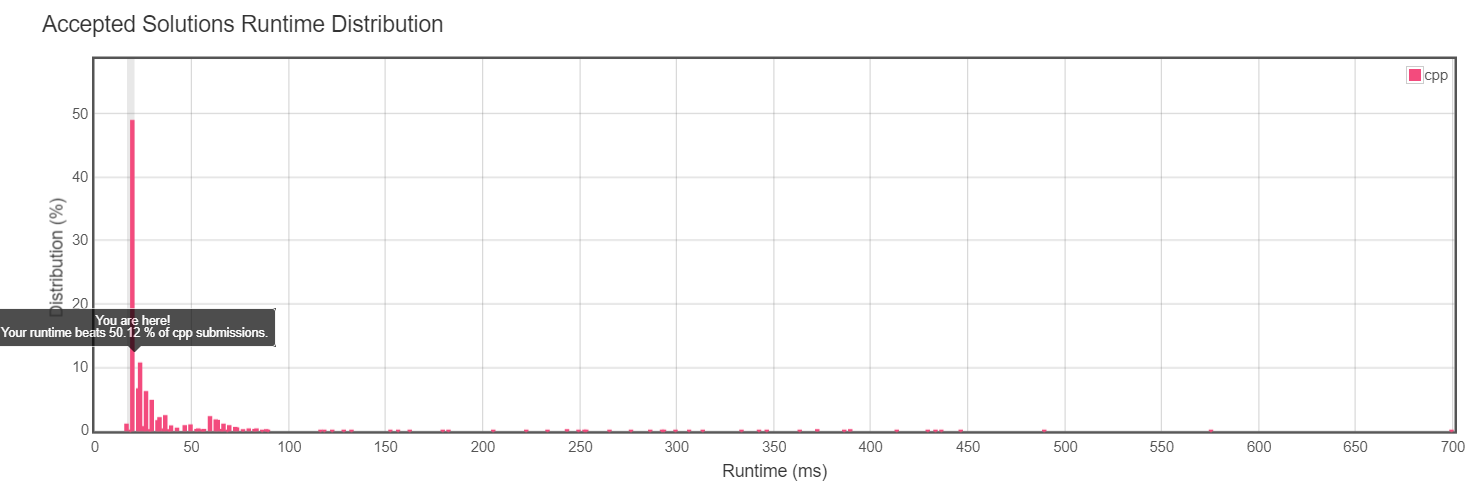 Accepted Solutions Runtime Distribution
cpp
50
40
30
20
10
0
Distribution (%)
You are here!
Your runtime beats 50.12 % of cpp submissions.
0 50 100 150 200 250 300 350 400 450 500 550 600 650 700
Runtime (ms)